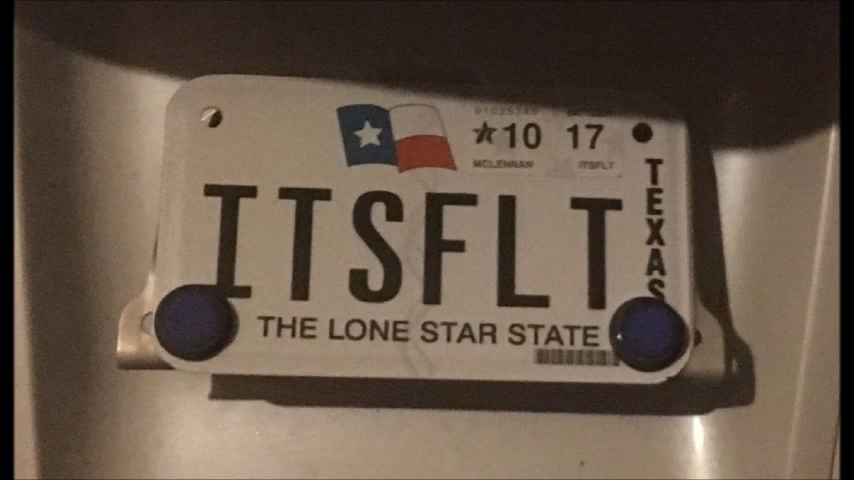 10 17
MCLENNAN ITSFLT
TEXAS
ITSFLT
THE LONE STAR STATE